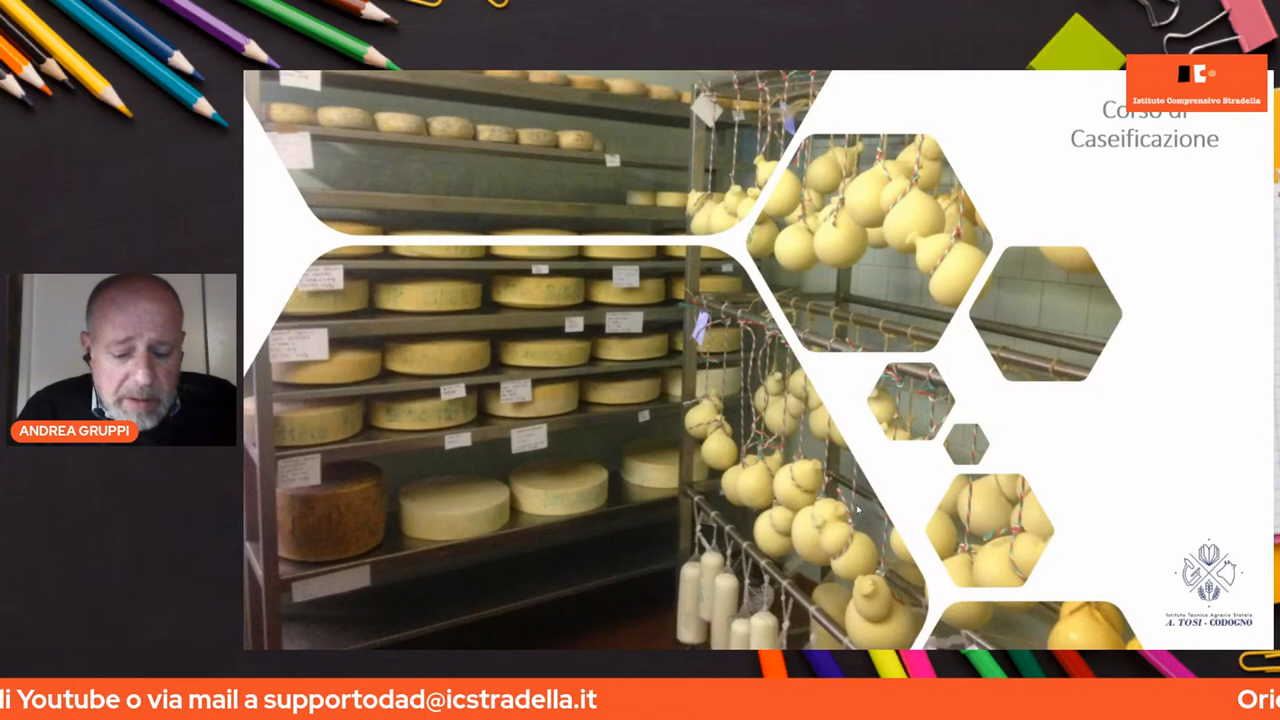 Istituto Comprensivo Stradella
Corso di
Caseificazione
ANDREA GRUPPI
Istituto Tecnico Agrario Statale
A. TOSI - CODOGNO
di Youtube o via mail a supportodad@icstradella.it
Orie